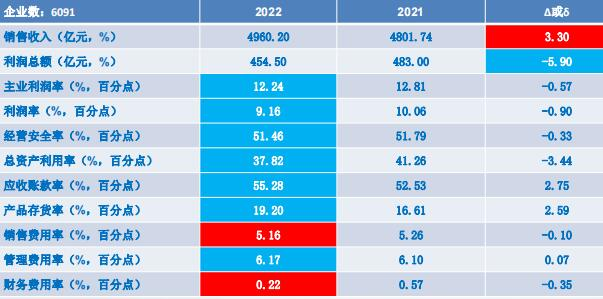 企业数：6091 2022 2021 Δ或δ
销售收入（亿元，%） 4960.20 4801.74 3.30
利润总额（亿元，%） 454.50 483.00 -5.90
主业利润率（%，百分点） 12.24 12.81 -0.57
利润率（%，百分点） 9.16 10.06 -0.90
经营安全率（%，百分点） 51.46 51.79 -0.33
总资产利用率（%，百分点） 37.82 41.26 -3.44
应收账款率（%，百分点） 55.28 52.53 2.75
产品存货率（%，百分点） 19.20 16.61 2.59
销售费用率（%，百分点） 5.16 5.26 -0.10
管理费用率（%，百分点） 6.17 6.10 0.07
财务费用率（%，百分点） 0.22 0.57 -0.35